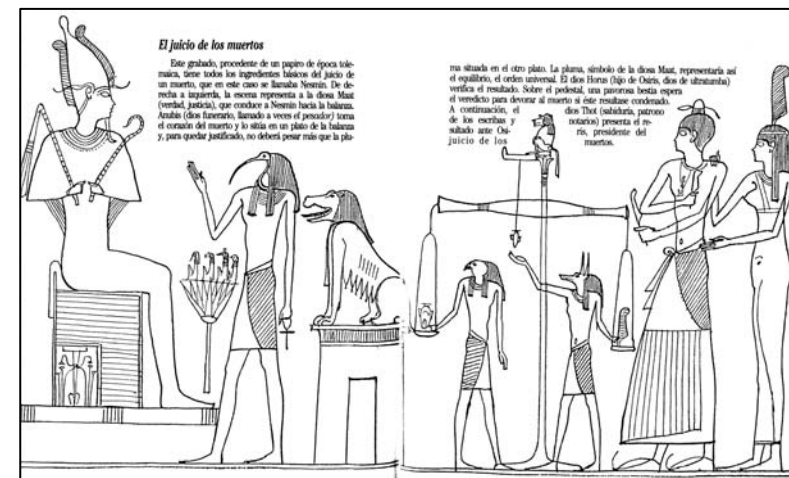 El juicio de los muertos
Este grabado, procedente de un papiro de época tole-
maica, tiene todos los ingredientes básicos del juicio de
un muerto, que en este caso se llamaba Nesmín. De de-
recha a izquierda, la escena representa a la diosa Maat
(verdad, justicia), que conduce a Nesmín hacia la balanza.
Anubis (dios funerario, llamado a veces el pesador) toma
el corazón del muerto y lo sitúa en un plato de la balanza
y, para quedar justificado, no deberá pesar más que la plu-
ma situada en el otro plato. La pluma, símbolo de la diosa Maat, representaría así
el equilibrio, el orden universal. El dios Horus (hijo de Osiris, dios de ultratumba)
verifica el resultado. Sobre el pedestal, una pavorosa bestia espera
el veredicto para devorar al muerto si éste resultase condenado.
A continuación, el dios Thot (sabiduría, patrono
de los escribas y notarios) presenta el re-
sultado ante Osi- ris, presidente del
juicio de los muertos.